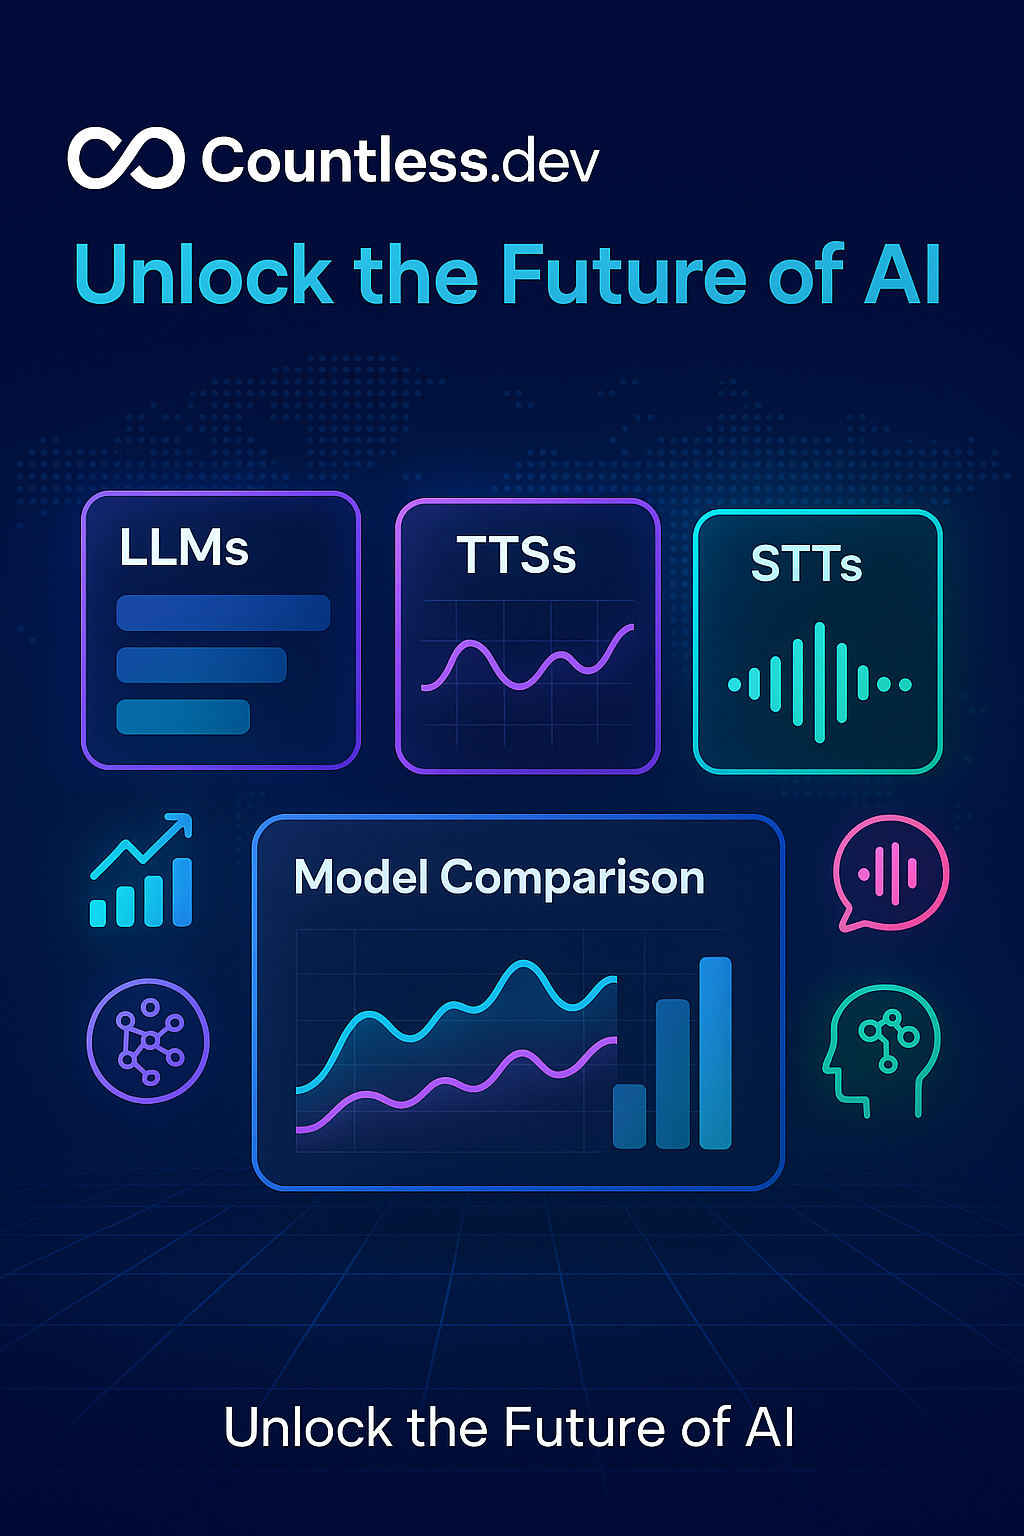 Countless.dev
Unlock the Future of AI
LLMs
TTSs
STTs
Model Comparison
Unlock the Future of AI